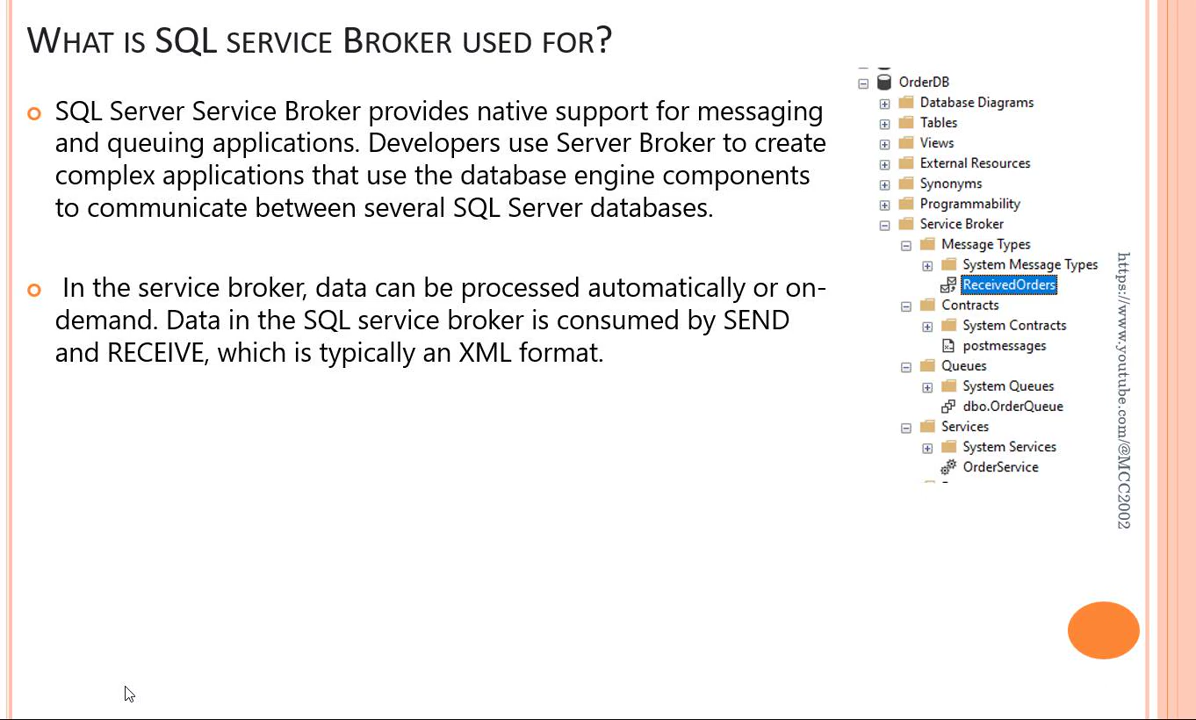 WHAT IS SQL SERVICE BROKER USED FOR?
SQL Server Service Broker provides native support for messaging
and queuing applications. Developers use Server Broker to create
complex applications that use the database engine components
to communicate between several SQL Server databases.
In the service broker, data can be processed automatically or on-
demand. Data in the SQL service broker is consumed by SEND
and RECEIVE, which is typically an XML format.
OrderDB
Database Diagrams
Tables
Views
External Resources
Synonyms
Programmability
Service Broker
Message Types
System Message Types
ReceivedOrders
Contracts
System Contracts
postmessages
Queues
System Queues
dbo.OrderQueue
Services
System Services
OrderService
https://www.youtube.com/@MCC2002